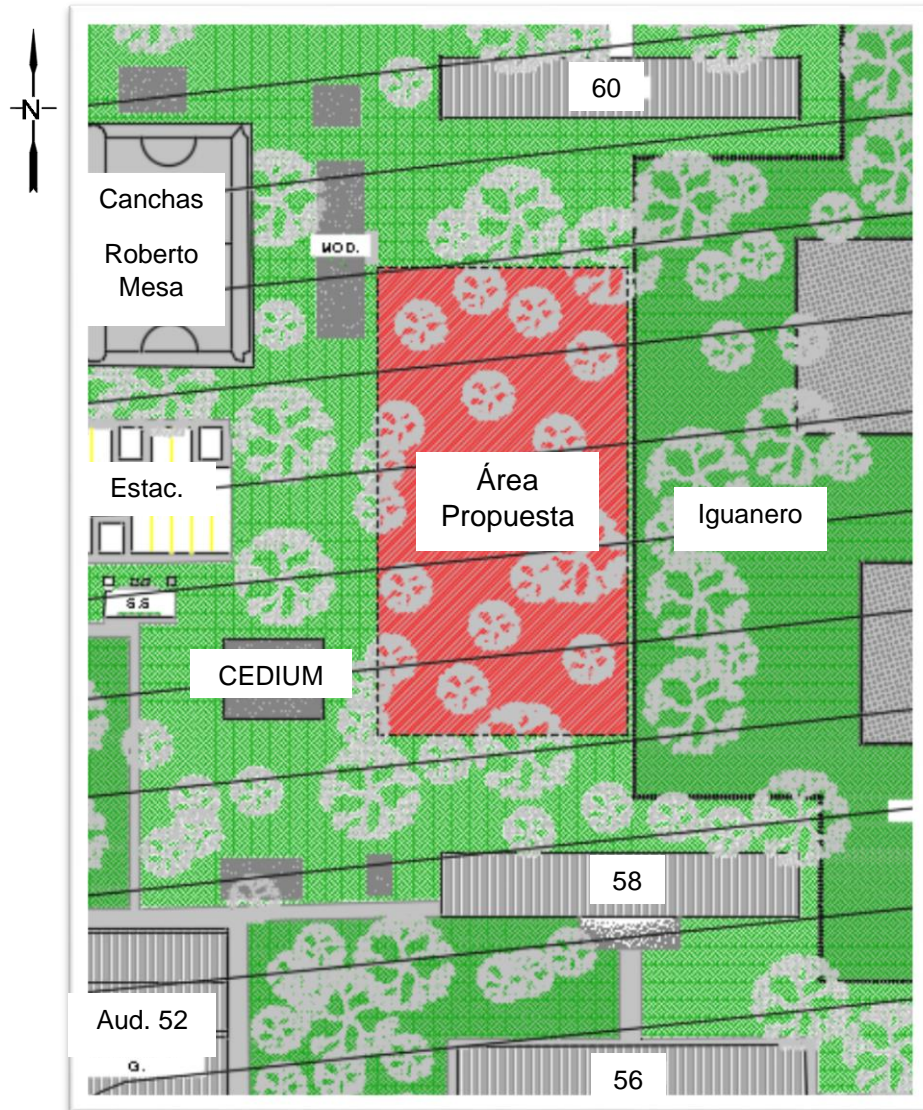 60
N
Canchas
Roberto
Mesa
MOD.
Área
Propuesta
Estac.
Iguanero
S.S
CEDIUM
58
Aud. 52
G.
56